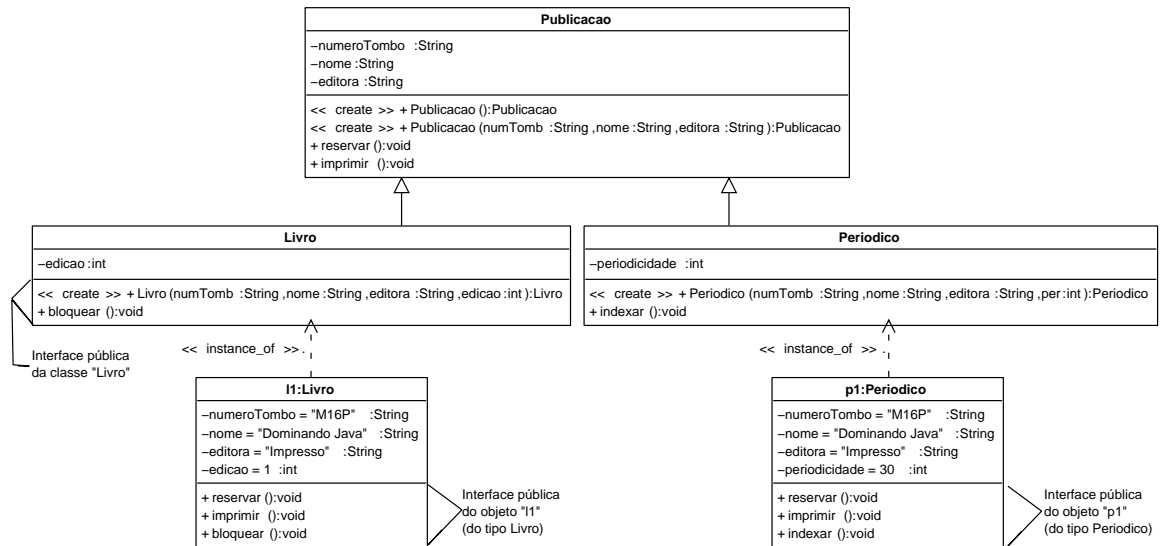 Publicacao
−numeroTombo :String
−nome :String
−editora :String
<< create >> + Publicacao ():Publicacao
<< create >> + Publicacao (numTomb :String ,nome :String ,editora :String ):Publicacao
+ reservar ():void
+ imprimir ():void
Livro
−edicao :int
<< create >> + Livro (numTomb :String ,nome :String ,editora :String ,edicao :int ):Livro
+ bloquear ():void
Periodico
−periodicidade :int
<< create >> + Periodico (numTomb :String ,nome :String ,editora :String ,per :int ):Periodico
+ indexar ():void
Interface pública
da classe "Livro"
<< instance_of >> .
<< instance_of >> .
l1:Livro
−numeroTombo = "M16P" :String
−nome = "Dominando Java" :String
−editora = "Impresso" :String
−edicao = 1 :int
+ reservar ():void
+ imprimir ():void
+ bloquear ():void
Interface pública
do objeto "l1"
(do tipo Livro)
p1:Periodico
−numeroTombo = "M16P" :String
−nome = "Dominando Java" :String
−editora = "Impresso" :String
−periodicidade = 30 :int
+ reservar ():void
+ imprimir ():void
+ indexar ():void
Interface pública
do objeto "p1"
(do tipo Periodico)